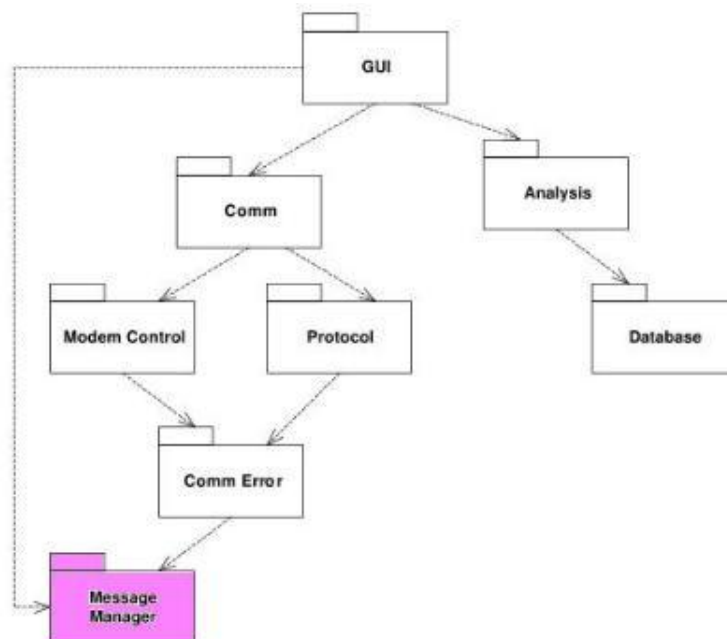 GUI
Comm
Analysis
Modem Control
Protocol
Database
Comm Error
Message
Manager